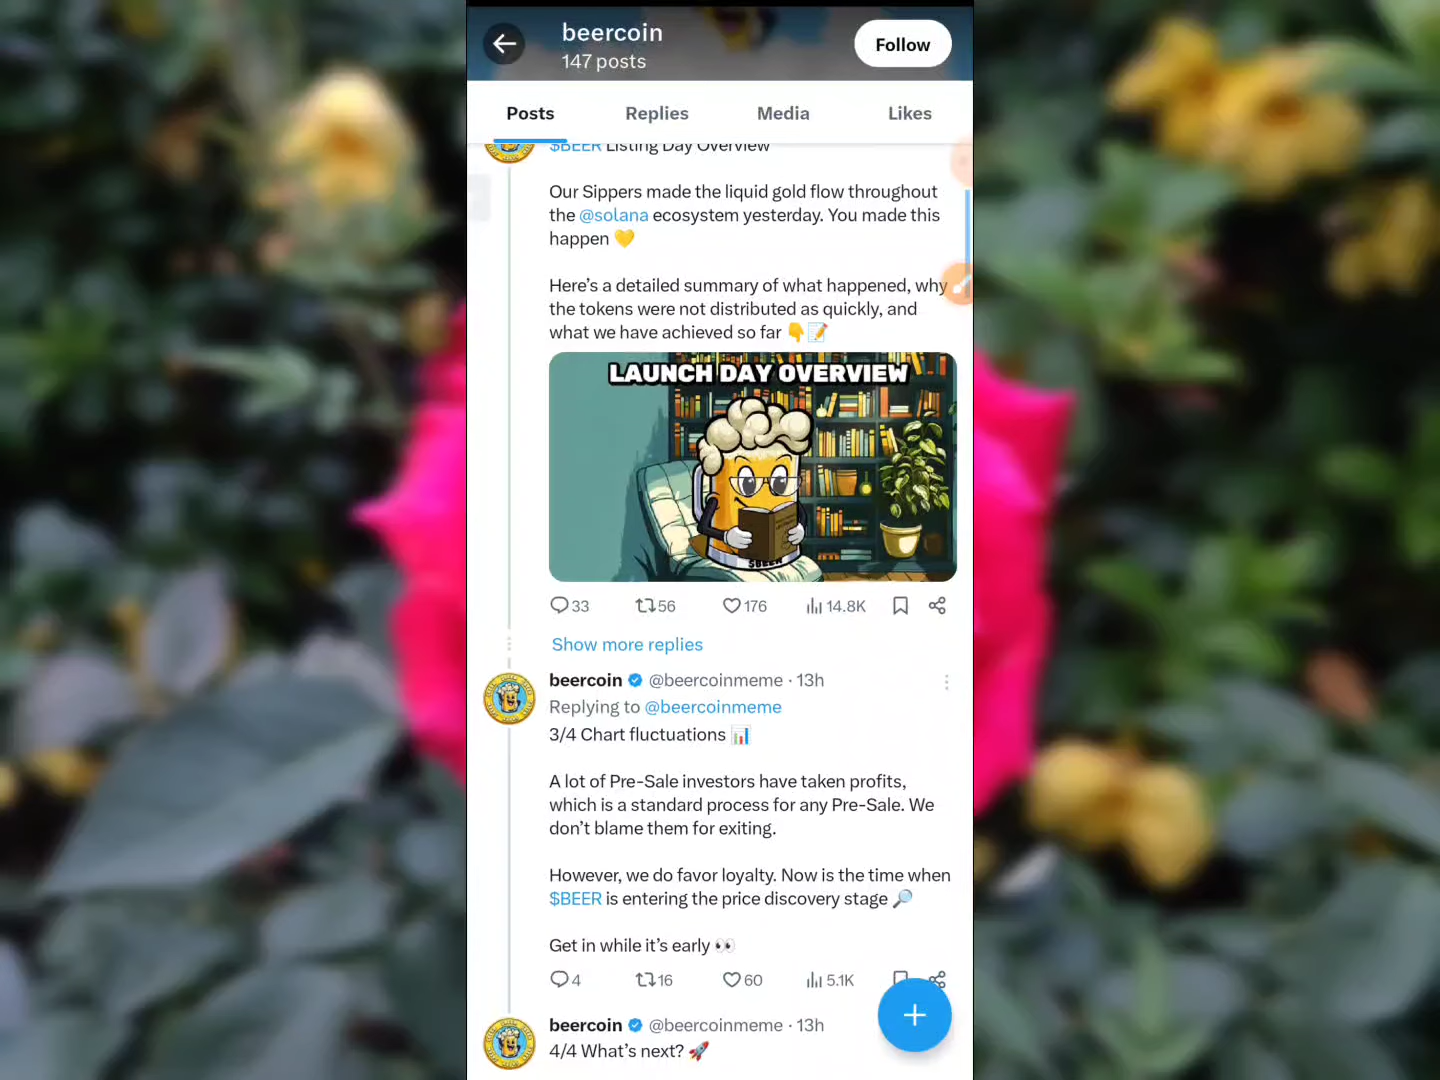 beercoin
147 posts
Follow
Posts
Replies
Media
Likes
$BEER Listing Day Overview
Our Sippers made the liquid gold flow throughout
the @solana ecosystem yesterday. You made this
happen 💛
Here's a detailed summary of what happened, why
the tokens were not distributed as quickly, and
what we have achieved so far 👇📝
LAUNCH DAY OVERVIEW
$BEER
33
56
176
14.8K
Show more replies
beercoin @beercoinmeme · 13h
Replying to @beercoinmeme
3/4 Chart fluctuations 📊
A lot of Pre-Sale investors have taken profits,
which is a standard process for any Pre-Sale. We
don't blame them for exiting.
However, we do favor loyalty. Now is the time when
$BEER is entering the price discovery stage 🔎
Get in while it's early 👀
4
16
60
5.1K
beercoin @beercoinmeme · 13h
4/4 What's next? 🚀